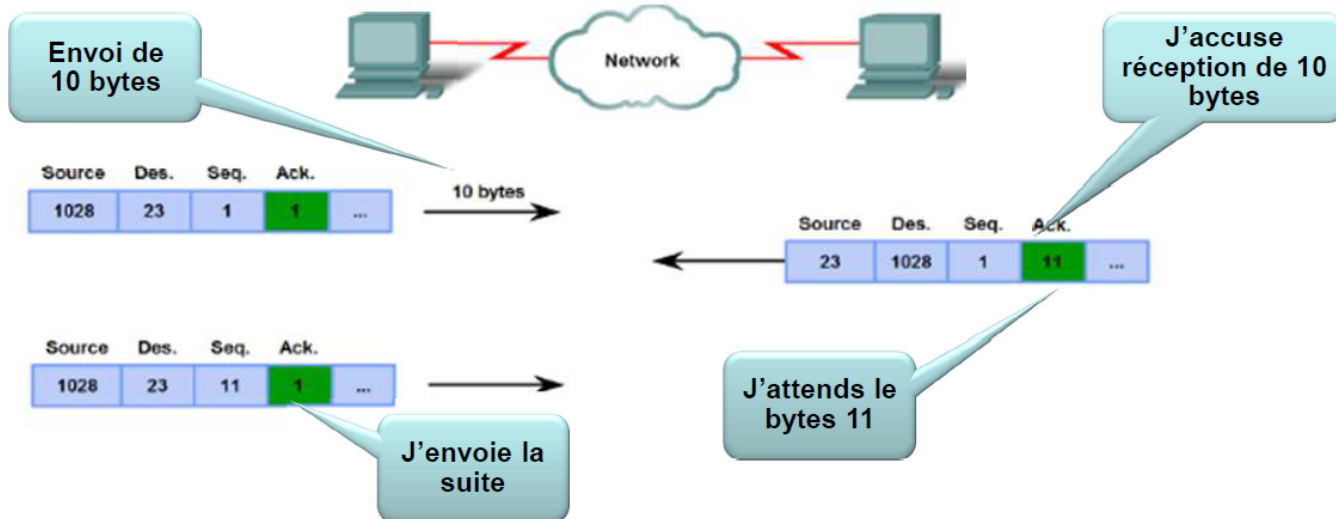 Envoi de
10 bytes
Network
J'accuse
réception de 10
bytes
Source Des. Seq. Ack.
1028 23 1 1 ...
10 bytes
Source Des. Seq. Ack.
23 1028 1 11 ...
Source Des. Seq. Ack.
1028 23 11 1 ...
J'attends le
bytes 11
J'envoie la
suite